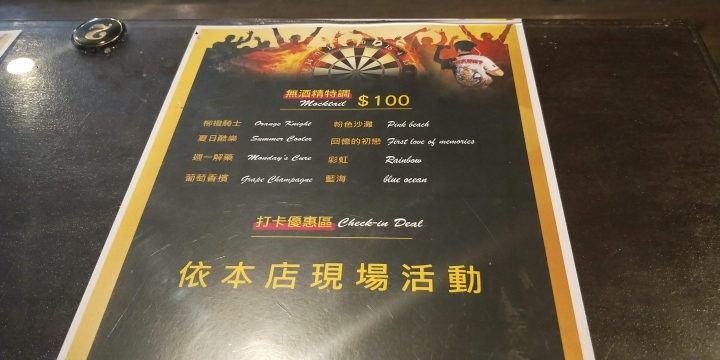 無酒精特調
Mocktail $100
柳橙騎士 Orange Knight 粉色沙灘 Pink beach
夏日酷樂 Summer Cooler 回憶的初戀 First love of memories
週一解藥 Monday's Cure 彩虹 Rainbow
葡萄香檳 Grape Champagne 藍海 blue ocean
打卡優惠區 Check-in Deal
依本店現場活動